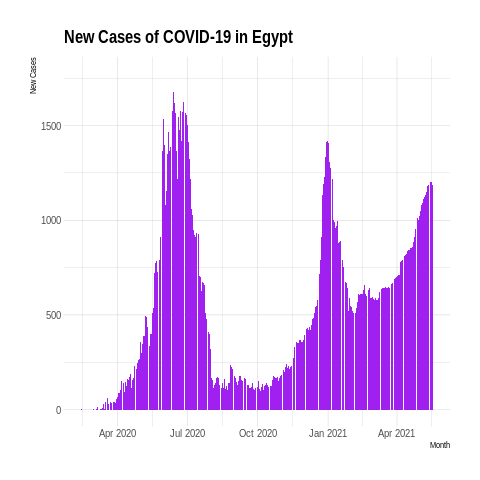 New Cases of COVID-19 in Egypt
New Cases
1500
1000
500
0
Apr 2020 Jul 2020 Oct 2020 Jan 2021 Apr 2021
Month